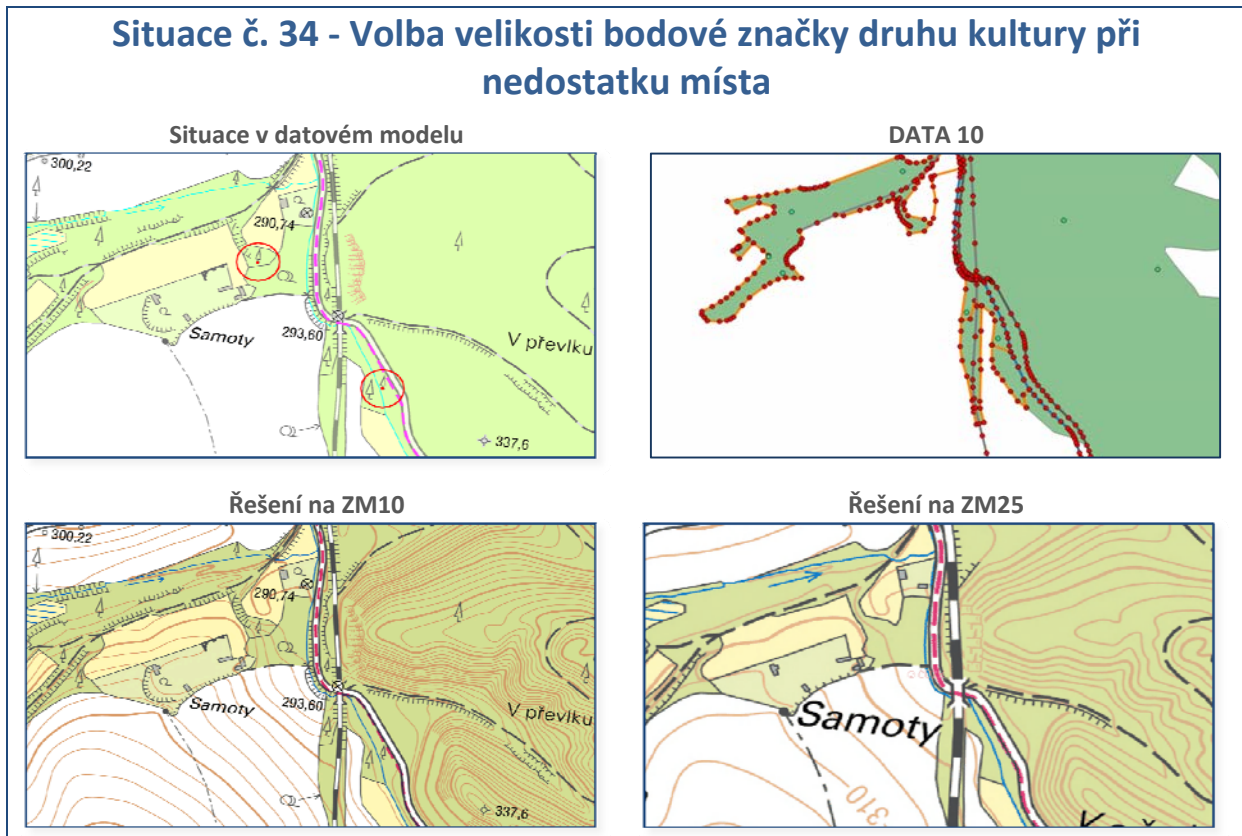 Situace č. 34 - Volba velikosti bodové značky druhu kultury při
nedostatku místa
Situace v datovém modelu
DATA 10
300,22
290,74
Samoty
293,60
V převlku
337,6
Řešení na ZM10
Řešení na ZM25
300,22
290,74
Samoty
293,60
V převlku
337,6
Samoty
310